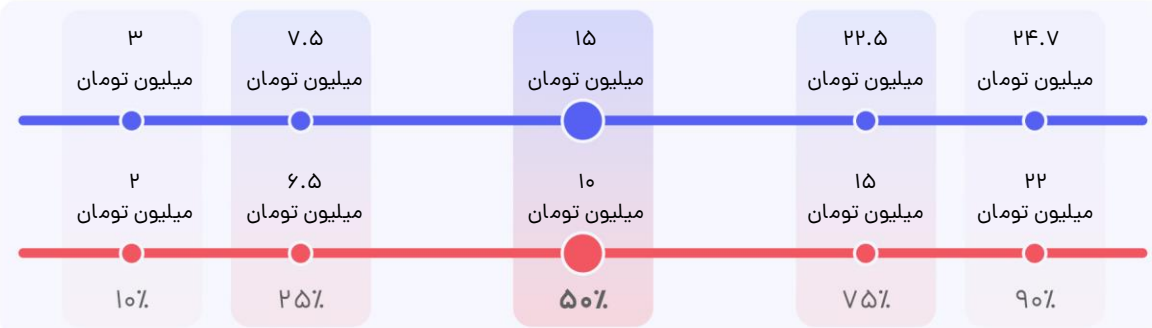 ۳
میلیون تومان
۷.۵
میلیون تومان
۱۵
میلیون تومان
۲۲.۵
میلیون تومان
۲۴.۷
میلیون تومان
۲
میلیون تومان
۶.۵
میلیون تومان
۱۰
میلیون تومان
۱۵
میلیون تومان
۲۲
میلیون تومان
۱۰٪
۲۵٪
۵۰٪
۷۵٪
۹۰٪